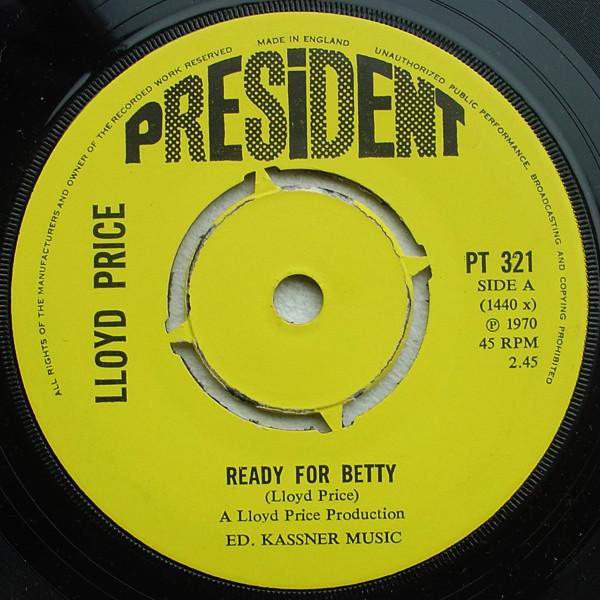 ALL RIGHTS OF THE MANUFACTURERS AND OWNER OF THE RECORDED WORK RESERVED
MADE IN ENGLAND
UNAUTHORIZED PUBLIC PERFORMANCE, BROADCASTING AND COPYING PROHIBITED
PRESiDENT
LLOYD PRICE
PT 321
SIDE A
(1440 x)
℗ 1970
45 RPM
2.45
READY FOR BETTY
(Lloyd Price)
A Lloyd Price Production
ED. KASSNER MUSIC